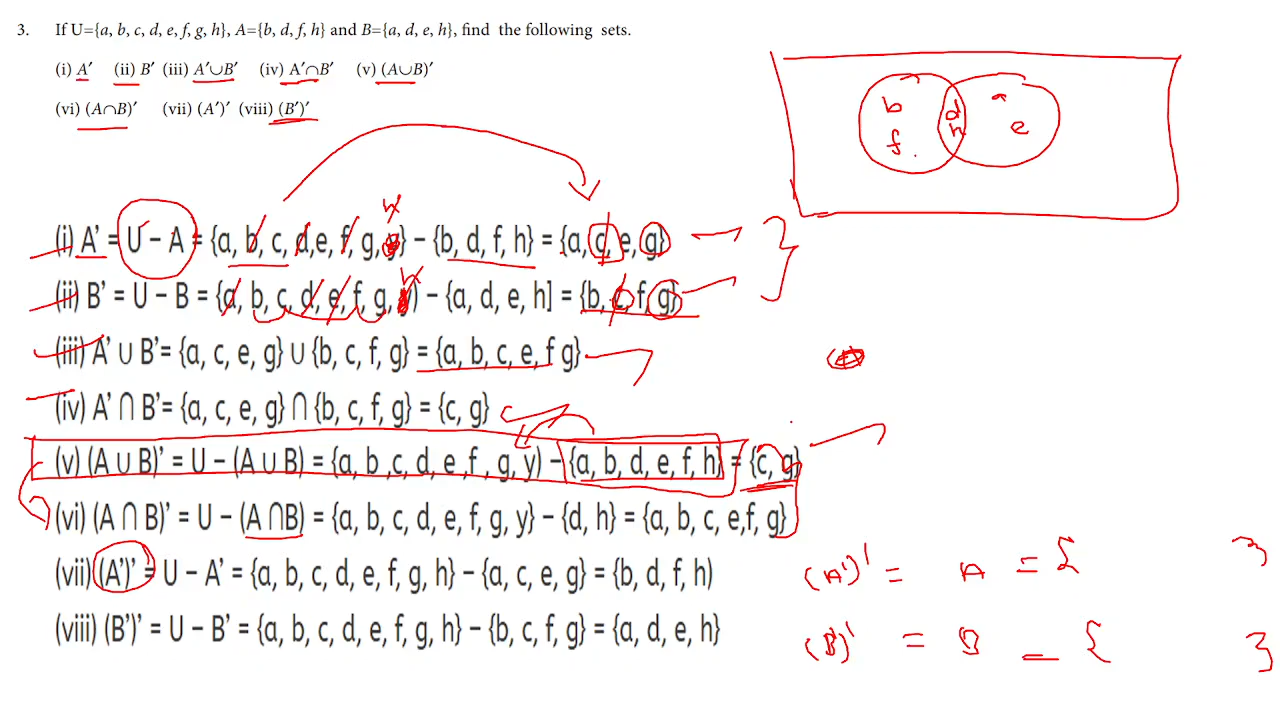 3. If U={a, b, c, d, e, f, g, h}, A={b, d, f, h} and B={a, d, e, h}, find the following sets.
(i) A′ (ii) B′ (iii) A′∪B′ (iv) A′∩B′ (v) (A∪B)′
(vi) (A∩B)′ (vii) (A′)′ (viii) (B′)′
b d a
f h e
(i) A' = U − A = {a, b, c, d,e, f, g, } − {b, d, f, h} = {a, c, e, g}
h
(ii) B' = U − B = {a, b, c, d, e, f, g, y) − {a, d, e, h] = {b, c, f, g}
h
(iii) A' ∪ B'= {a, c, e, g} ∪ {b, c, f, g} = {a, b, c, e, f g}
(iv) A' ∩ B'= {a, c, e, g} ∩ {b, c, f, g} = {c, g}
(v) (A ∪ B)' = U − (A ∪ B) = {a, b ,c, d, e ,f , g, y) − {a, b, d, e, f, h} = {c, g}
(vi) (A ∩ B)' = U − (A ∩B) = {a, b, c, d, e, f, g, y} − {d, h} = {a, b, c, e,f, g}
(vii) (A')' = U − A' = {a, b, c, d, e, f, g, h} − {a, c, e, g} = {b, d, f, h)
(viii) (B')' = U − B' = {a, b, c, d, e, f, g, h} − {b, c, f, g} = {a, d, e, h}
(A')' = A = { }
(B')' = B = { }